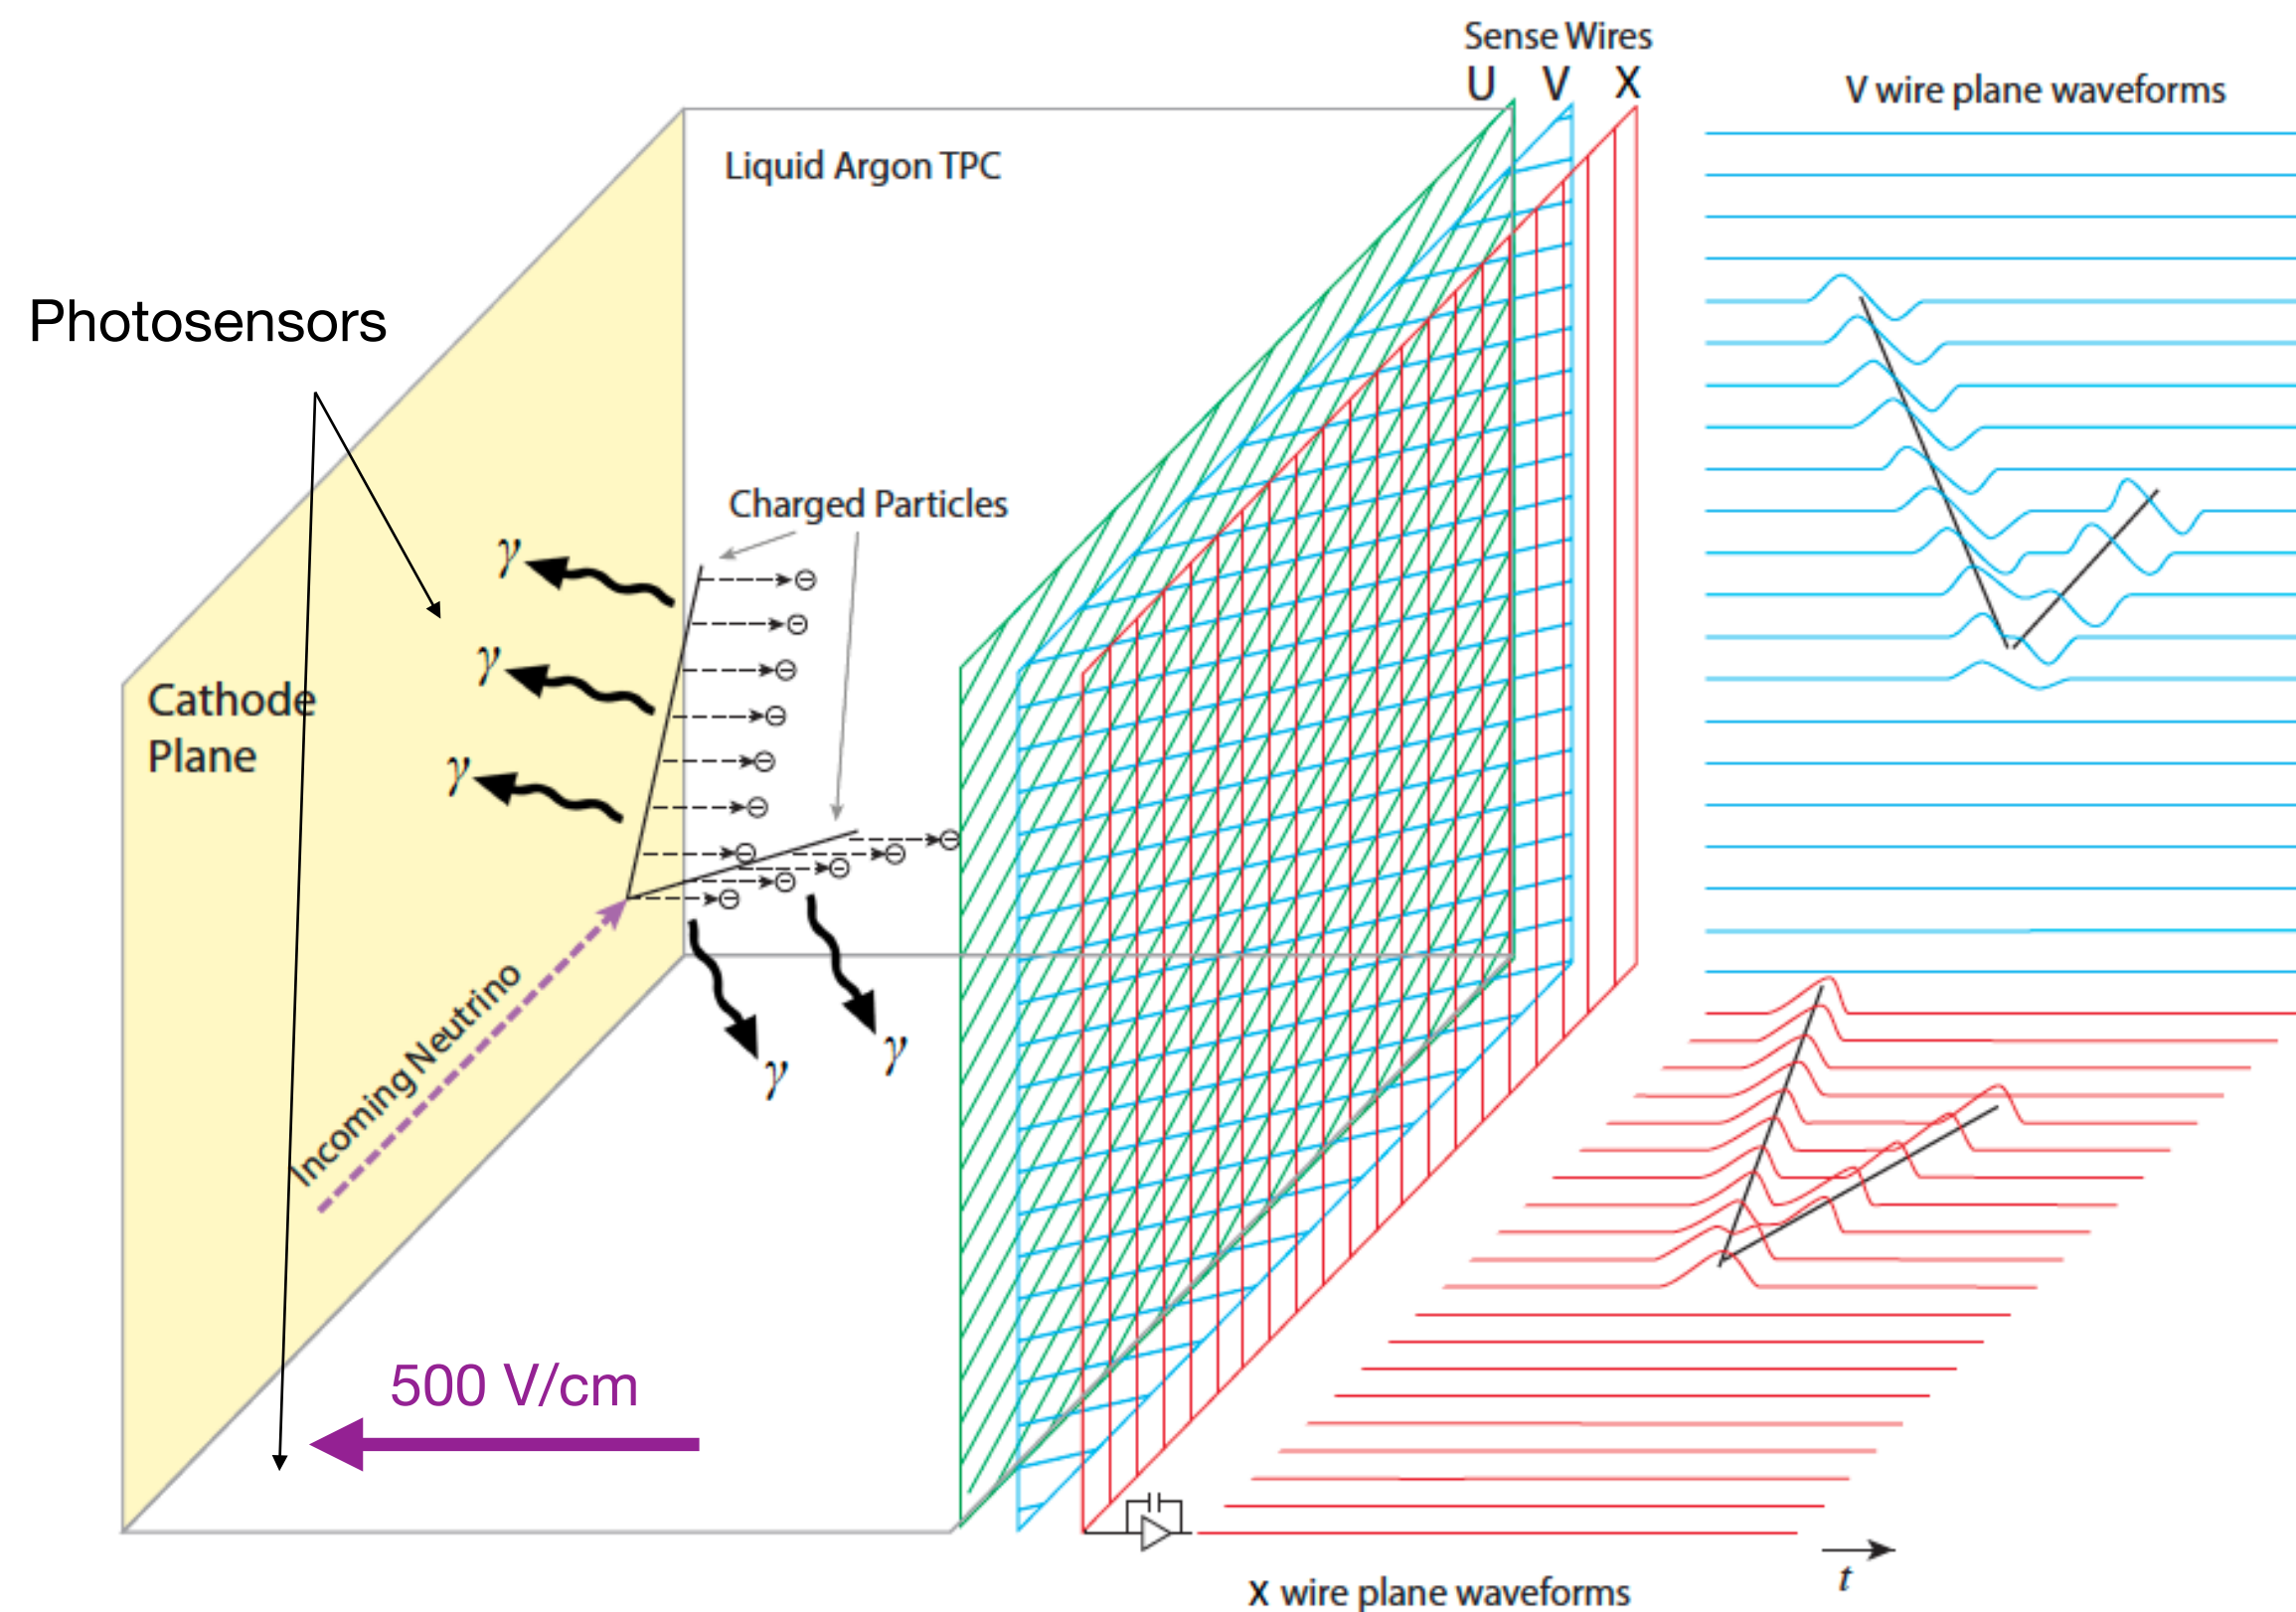 Sense Wires
U V X
V wire plane waveforms
Liquid Argon TPC
Photosensors
Charged Particles
γ
γ
Cathode
Plane
γ
Incoming Neutrino
γ
γ
500 V/cm
t
X wire plane waveforms